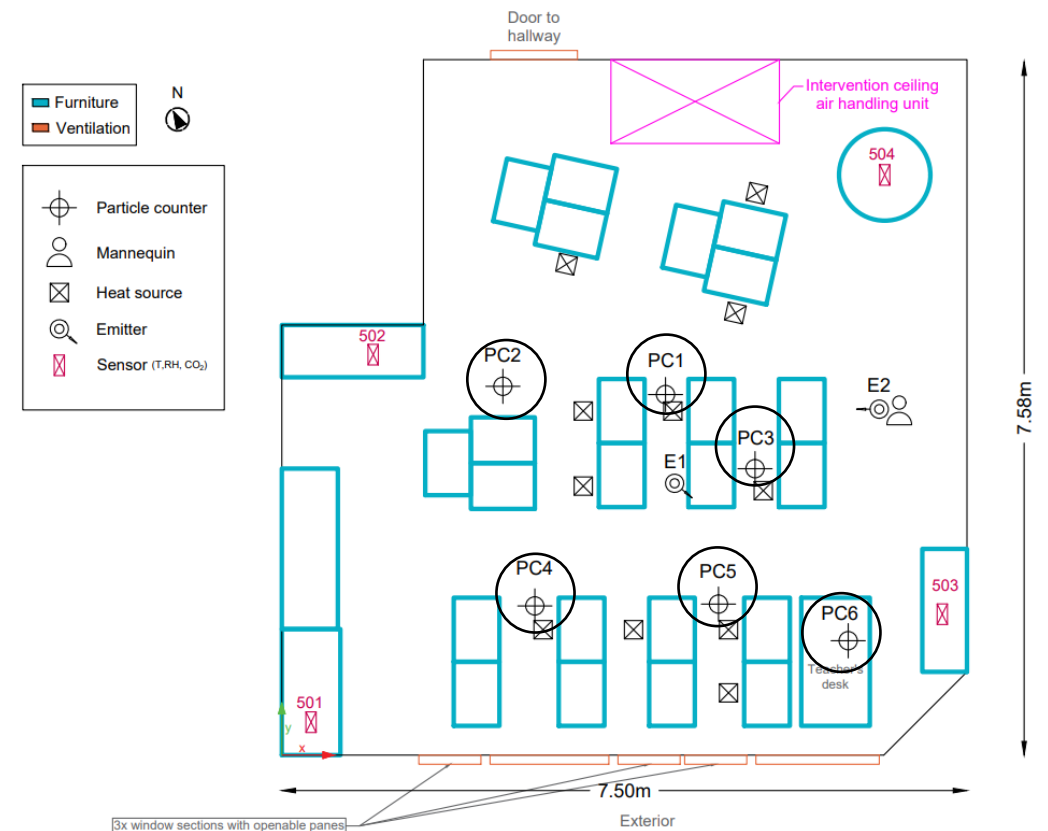 Door to
hallway
Furniture
Ventilation
N
Intervention ceiling
air handling unit
504
Particle counter
Mannequin
Heat source
Emitter
Sensor (T,RH, CO₂)
502
PC2
PC1
E2
PC3
E1
7.58m
PC4
PC5
503
PC6
Teacher's
desk
501
y
x
7.50m
3x window sections with openable panes
Exterior